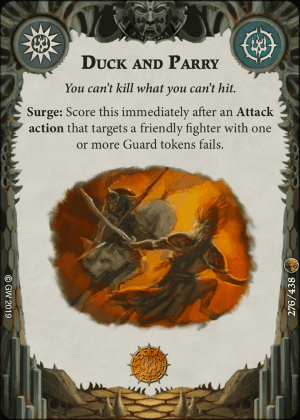 Duck and Parry
You can't kill what you can't hit.
Surge: Score this immediately after an Attack
action that targets a friendly fighter with one
or more Guard tokens fails.
© GW 2019
276/438